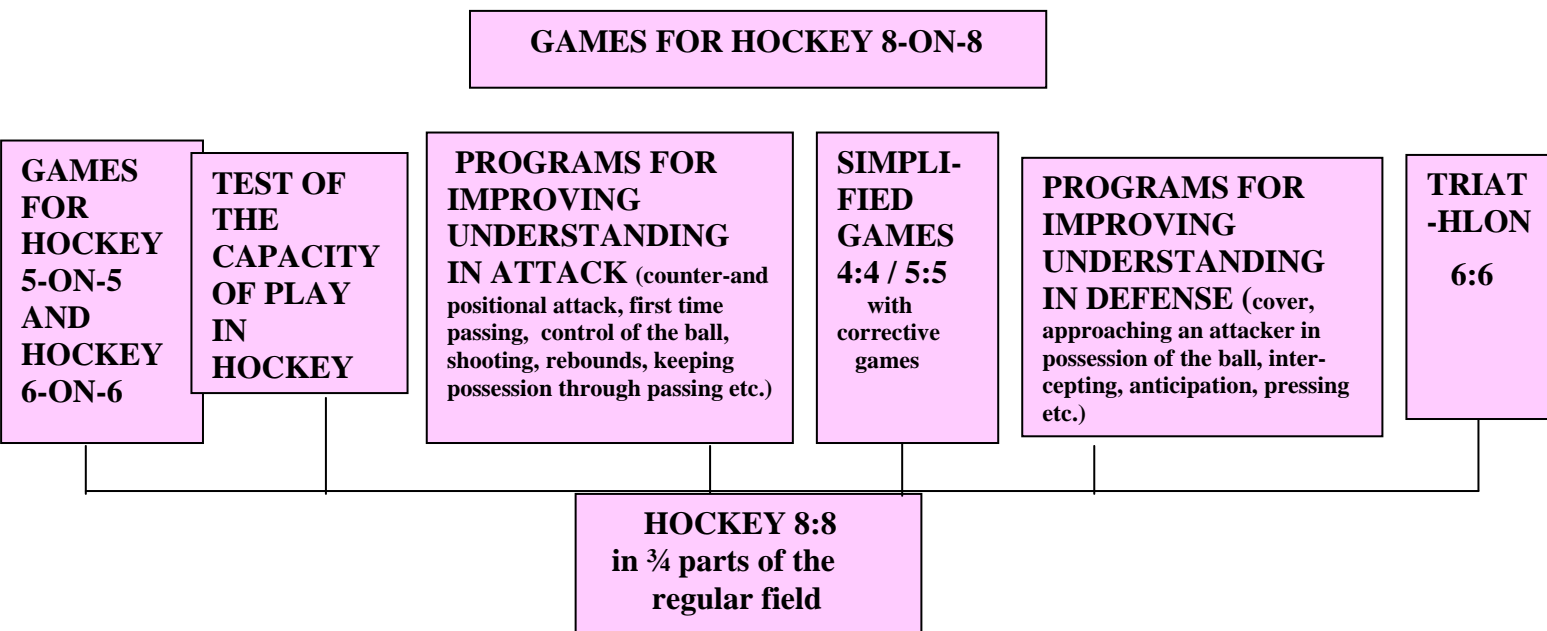 GAMES FOR HOCKEY 8-ON-8
GAMES
FOR
HOCKEY
5-ON-5
AND
HOCKEY
6-ON-6
TEST OF
THE
CAPACITY
OF PLAY
IN
HOCKEY
PROGRAMS FOR
IMPROVING
UNDERSTANDING
IN ATTACK (counter-and
positional attack, first time
passing, control of the ball,
shooting, rebounds, keeping
possession through passing etc.)
SIMPLI-
FIED
GAMES
4:4 / 5:5
with
corrective
games
PROGRAMS FOR
IMPROVING
UNDERSTANDING
IN DEFENSE (cover,
approaching an attacker in
possession of the ball, inter-
cepting, anticipation, pressing
etc.)
TRIAT
-HLON
6:6
HOCKEY 8:8
in ¾ parts of the
regular field